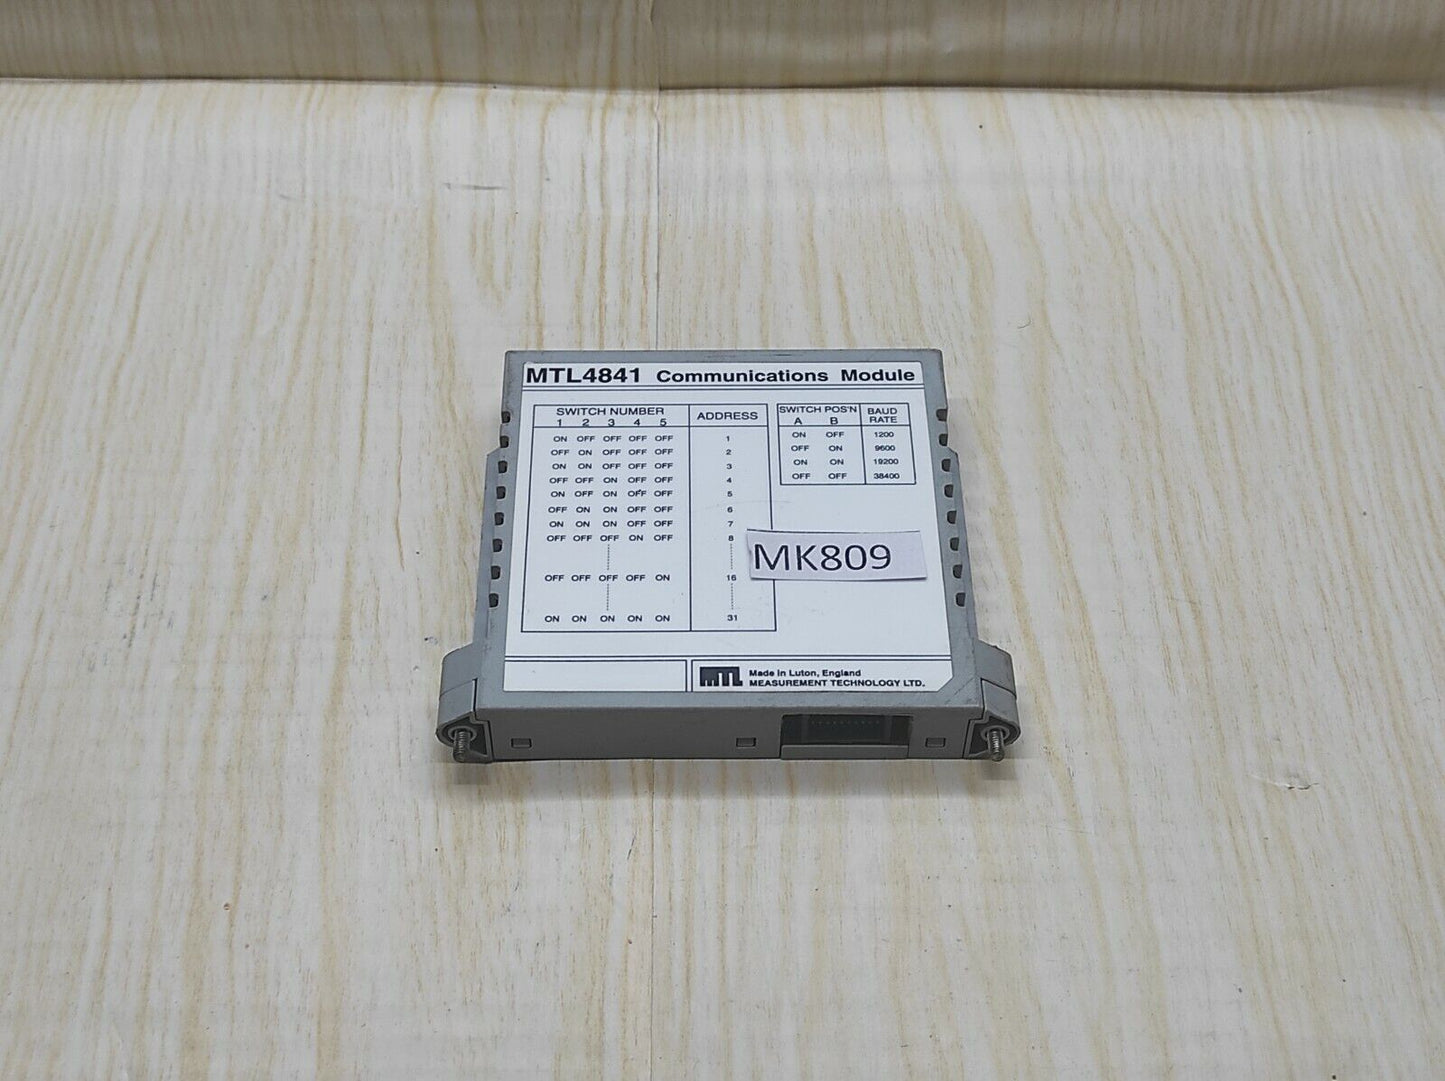 MTL4841 Communications Module
SWITCH NUMBER ADDRESS
1 2 3 4 5
ON OFF OFF OFF OFF 1
OFF ON OFF OFF OFF 2
ON ON OFF OFF OFF 3
OFF OFF ON OFF OFF 4
ON OFF ON OFF OFF 5
OFF ON ON OFF OFF 6
ON ON ON OFF OFF 7
OFF OFF OFF ON OFF 8
OFF OFF OFF OFF ON 16
ON ON ON ON ON 31
SWITCH POS'N BAUD
A B RATE
ON OFF 1200
OFF ON 9600
ON ON 19200
OFF OFF 38400
MK809
MTL Made in Luton, England
MEASUREMENT TECHNOLOGY LTD.